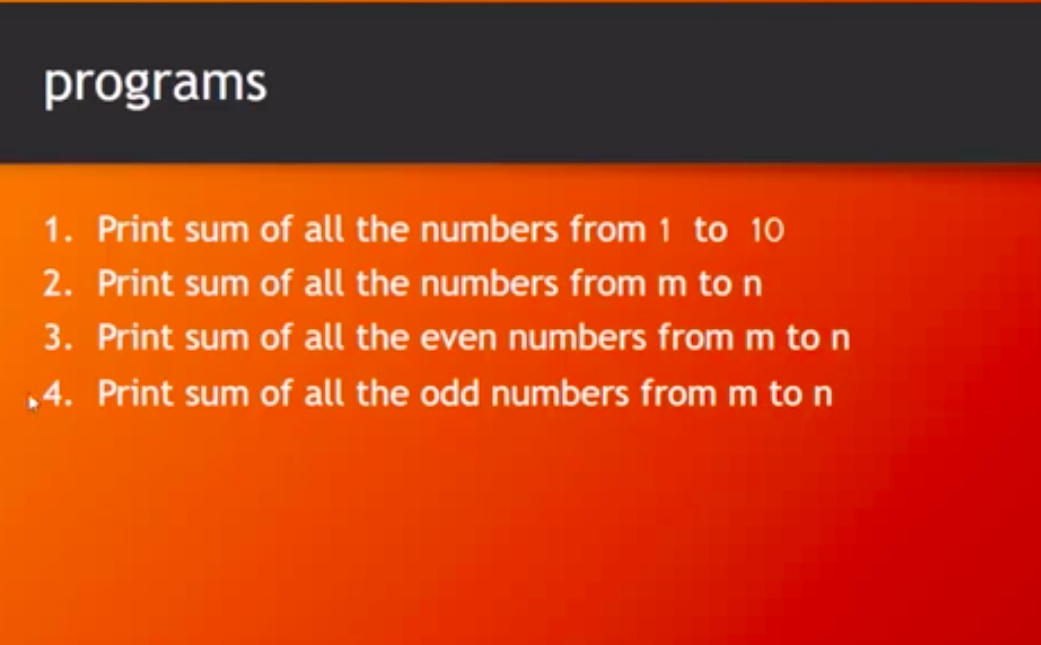 programs
1. Print sum of all the numbers from 1 to 10
2. Print sum of all the numbers from m to n
3. Print sum of all the even numbers from m to n
4. Print sum of all the odd numbers from m to n